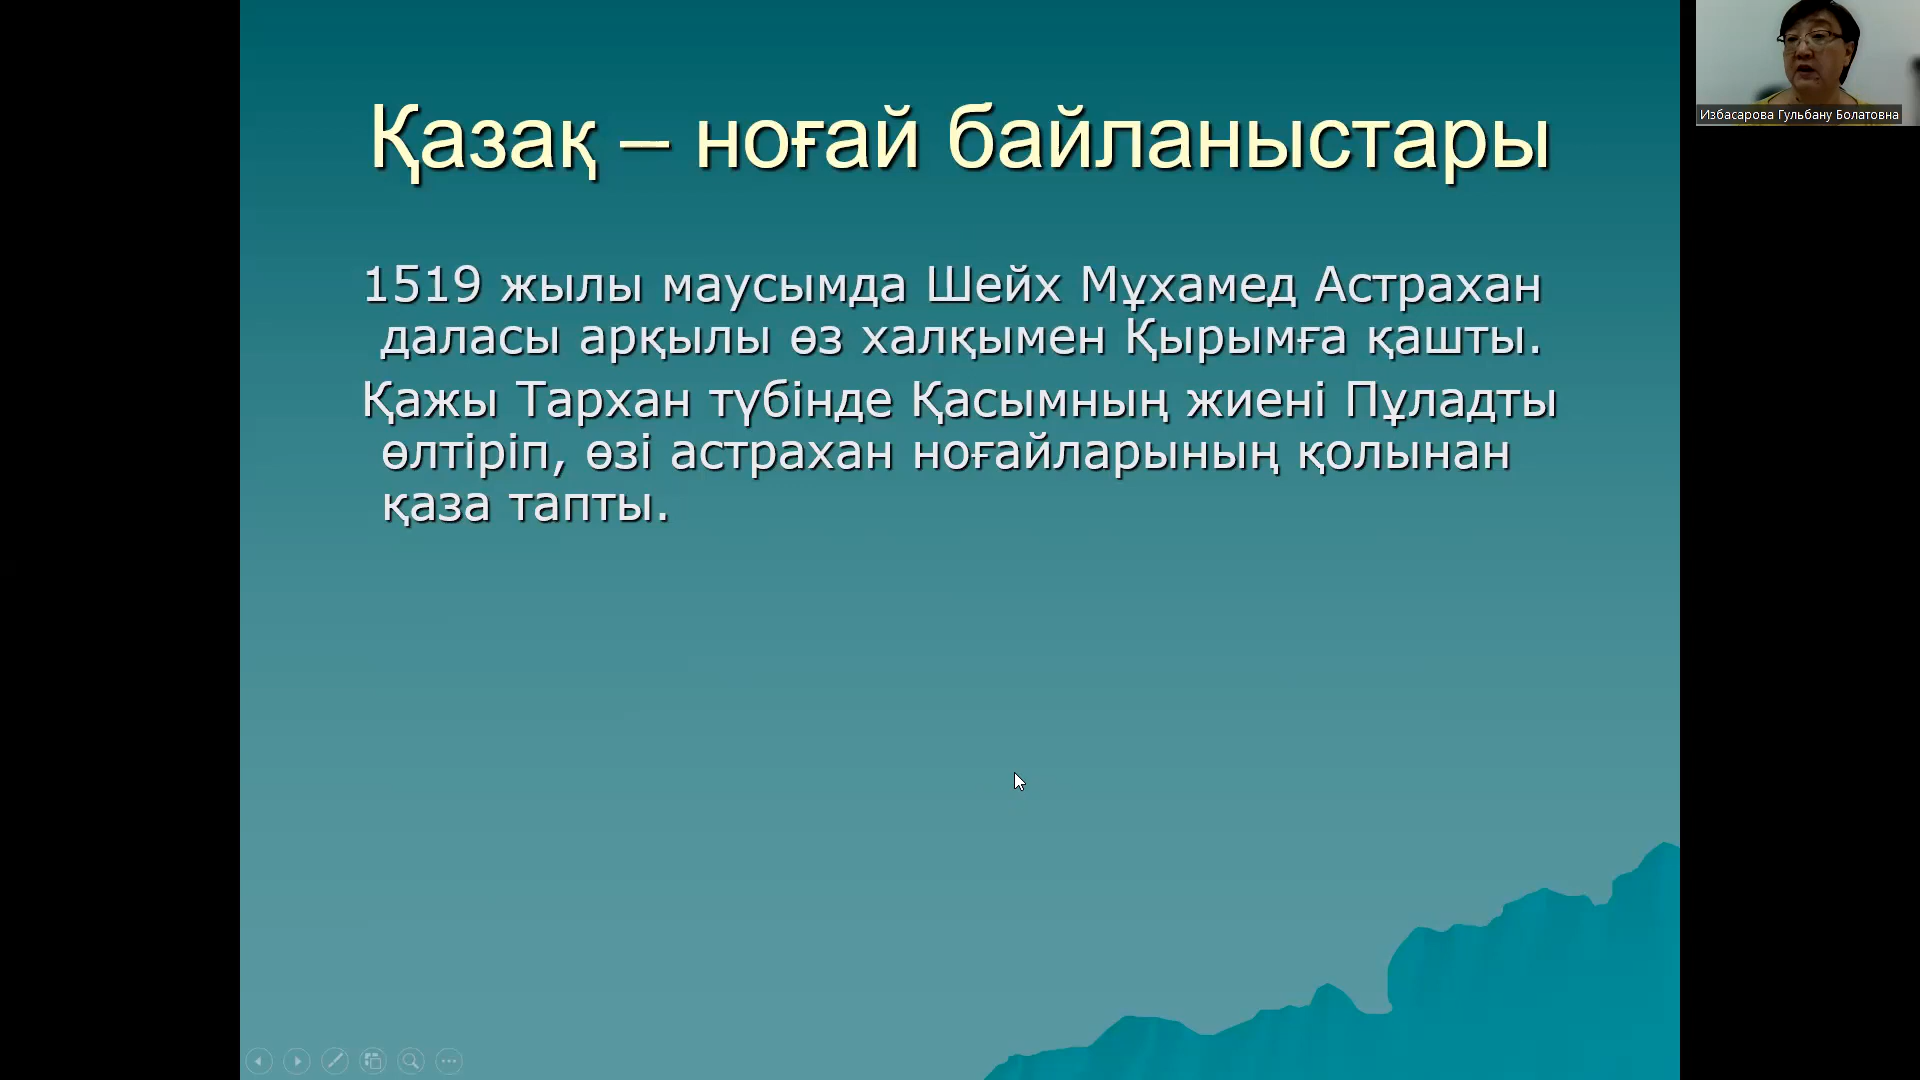 Қазақ – ноғай байланыстары
1519 жылы маусымда Шейх Мұхамед Астрахан
даласы арқылы өз халқымен Қырымға қашты.
Қажы Тархан түбінде Қасымның жиені Пұладты
өлтіріп, өзі астрахан ноғайларының қолынан
қаза тапты.
Избасарова Гульбану Болатовна